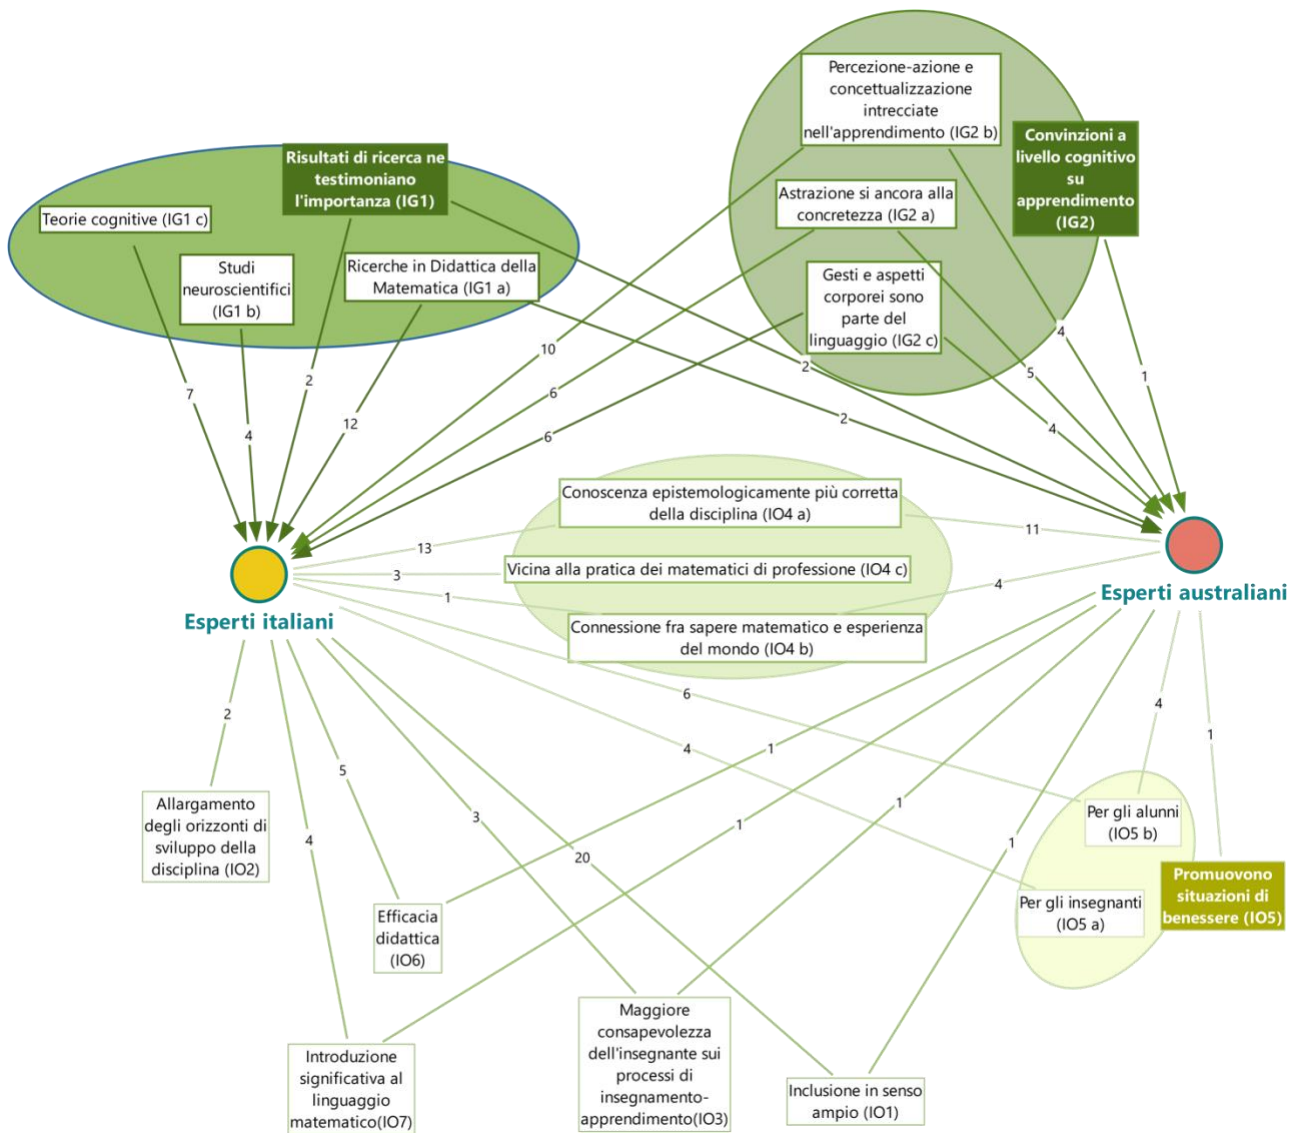 Percezione-azione e
concettualizzazione
intrecciate
nell'apprendimento (IG2 b)
Convinzioni a
livello cognitivo
su
apprendimento
(IG2)
Risultati di ricerca ne
testimoniano
l'importanza (IG1)
Teorie cognitive (IG1 c)
Astrazione si ancora alla
concretezza (IG2 a)
Studi
neuroscientifici
(IG1 b)
Ricerche in Didattica della
Matematica (IG1 a)
Gesti e aspetti
corporei sono
parte del
linguaggio (IG2 c)
10
4
2
5
1
7
2
6
12
2
4
4
6
Conoscenza epistemologicamente più corretta
della disciplina (IO4 a)
13
11
Vicina alla pratica dei matematici di professione (IO4 c)
3
1
4
Connessione fra sapere matematico e esperienza
del mondo (IO4 b)
Esperti italiani
Esperti australiani
6
4
2
4
1
1
5
Allargamento
degli orizzonti di
sviluppo della
disciplina (IO2)
4
3
1
1
20
1
Per gli alunni
(IO5 b)
Promuovono
situazioni di
benessere (IO5)
Per gli insegnanti
(IO5 a)
Efficacia
didattica
(IO6)
Introduzione
significativa al
linguaggio
matematico(IO7)
Maggiore
consapevolezza
dell'insegnante sui
processi di
insegnamento-
apprendimento(IO3)
Inclusione in senso
ampio (IO1)